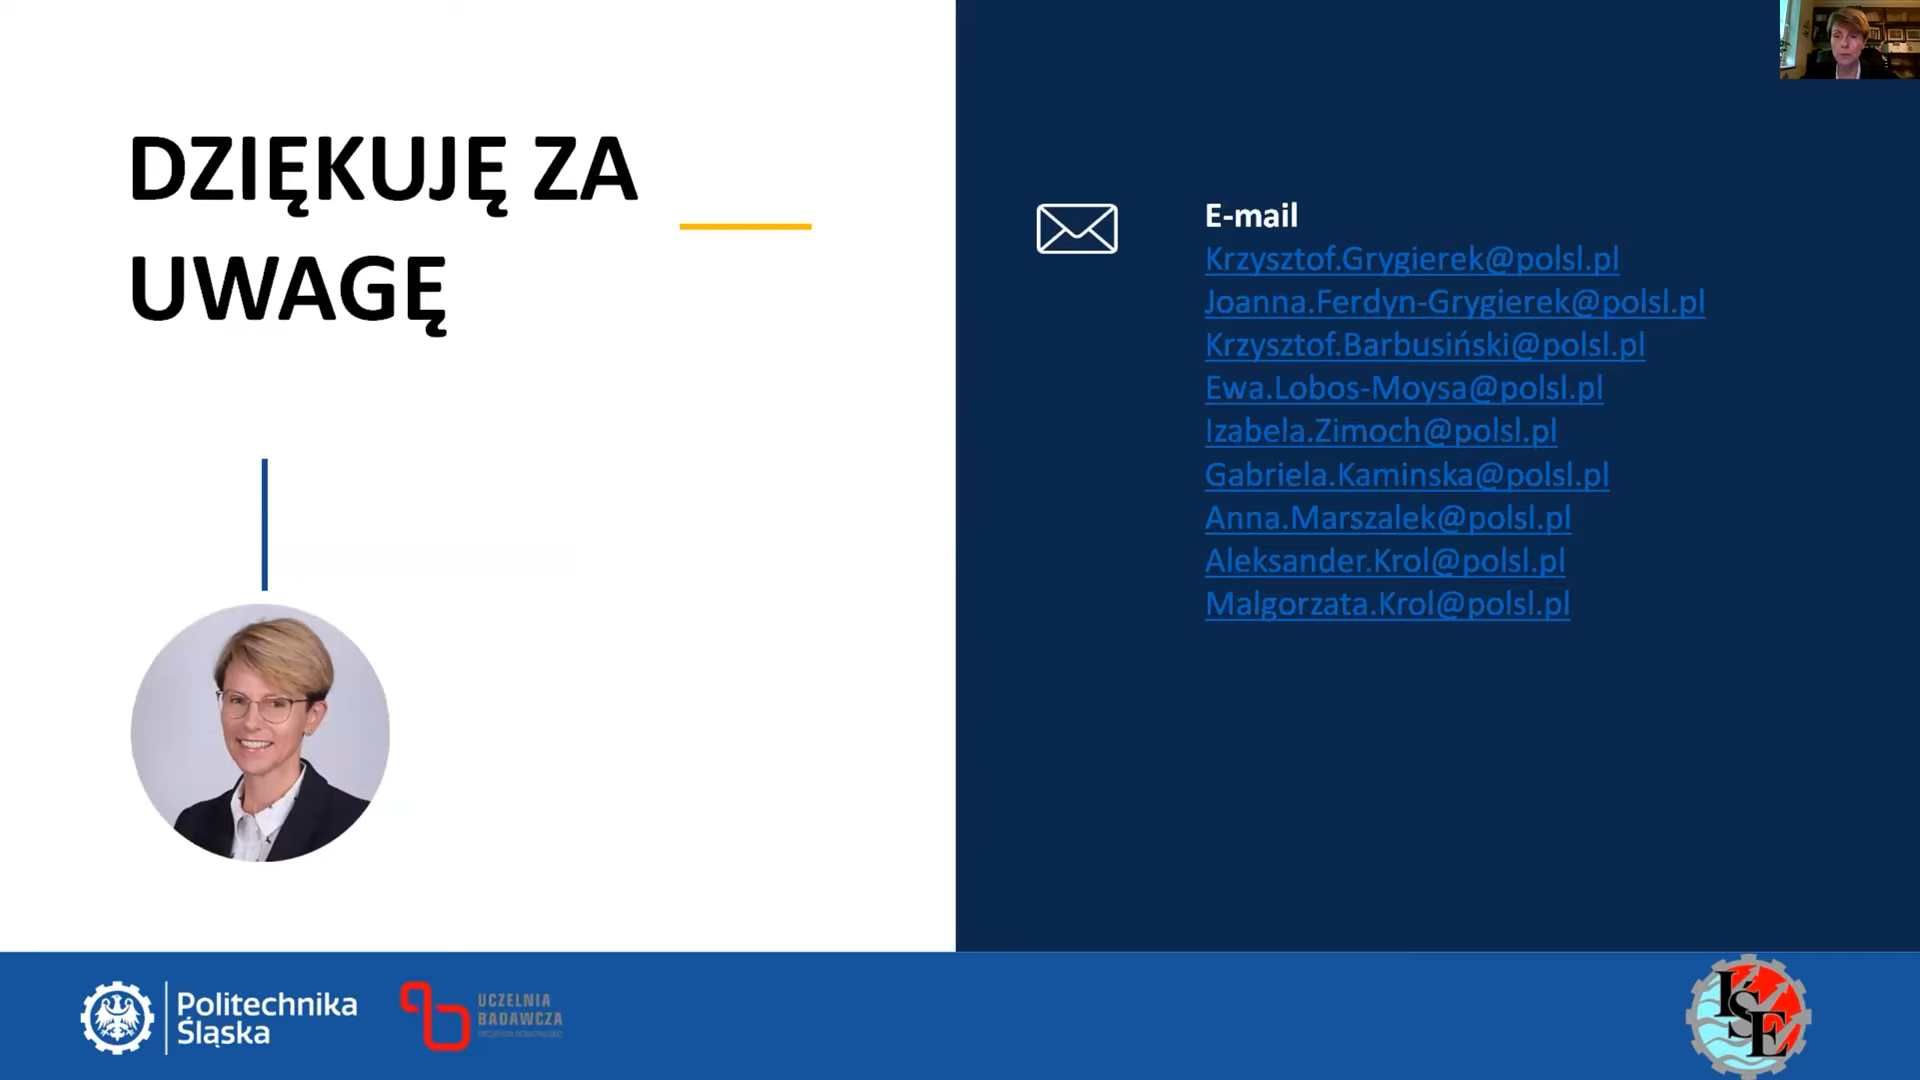 DZIĘKUJĘ ZA
UWAGĘ
E-mail
Krzysztof.Grygierek@polsl.pl
Joanna.Ferdyn-Grygierek@polsl.pl
Krzysztof.Barbusiński@polsl.pl
Ewa.Lobos-Moysa@polsl.pl
Izabela.Zimoch@polsl.pl
Gabriela.Kaminska@polsl.pl
Anna.Marszalek@polsl.pl
Aleksander.Krol@polsl.pl
Malgorzata.Krol@polsl.pl
Politechnika
Śląska
UCZELNIA
BADAWCZA
IŚE